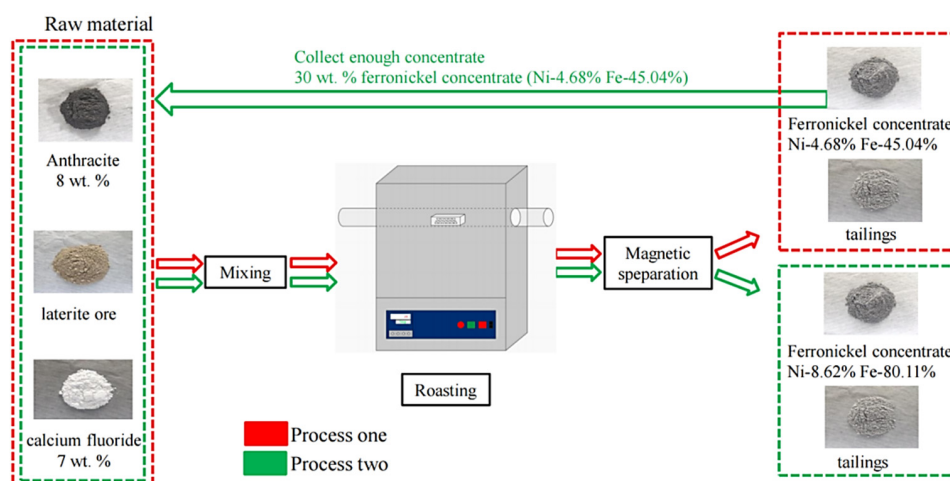 Raw material
Collect enough concentrate
30 wt. % ferronickel concentrate (Ni-4.68% Fe-45.04%)
Anthracite
8 wt. %
laterite ore
calcium fluoride
7 wt. %
Mixing
Roasting
Magnetic
speparation
Ferronickel concentrate
Ni-4.68% Fe-45.04%
tailings
Ferronickel concentrate
Ni-8.62% Fe-80.11%
tailings
Process one
Process two